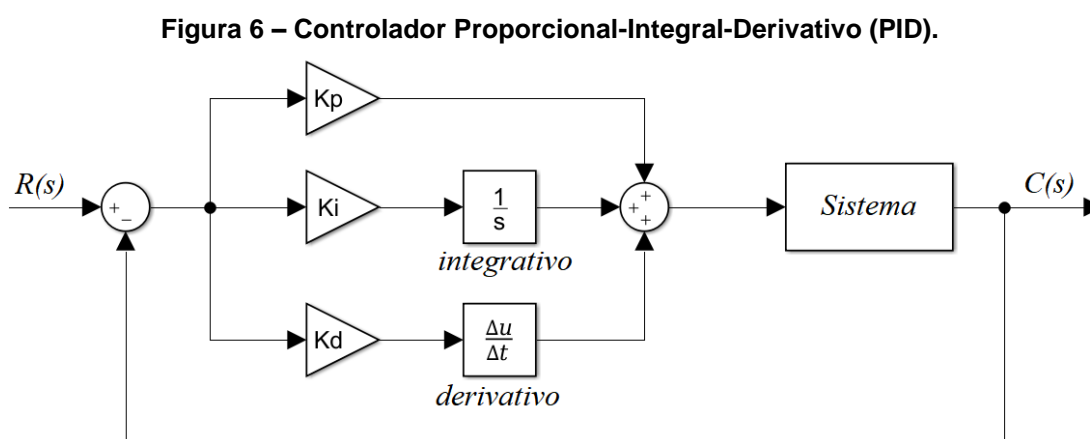 Figura 6 – Controlador Proporcional-Integral-Derivativo (PID).
Kp
R(s)
+
−
Ki
1
s
integrativo
+
+
+
Sistema
C(s)
Kd
Δu
Δt
derivativo